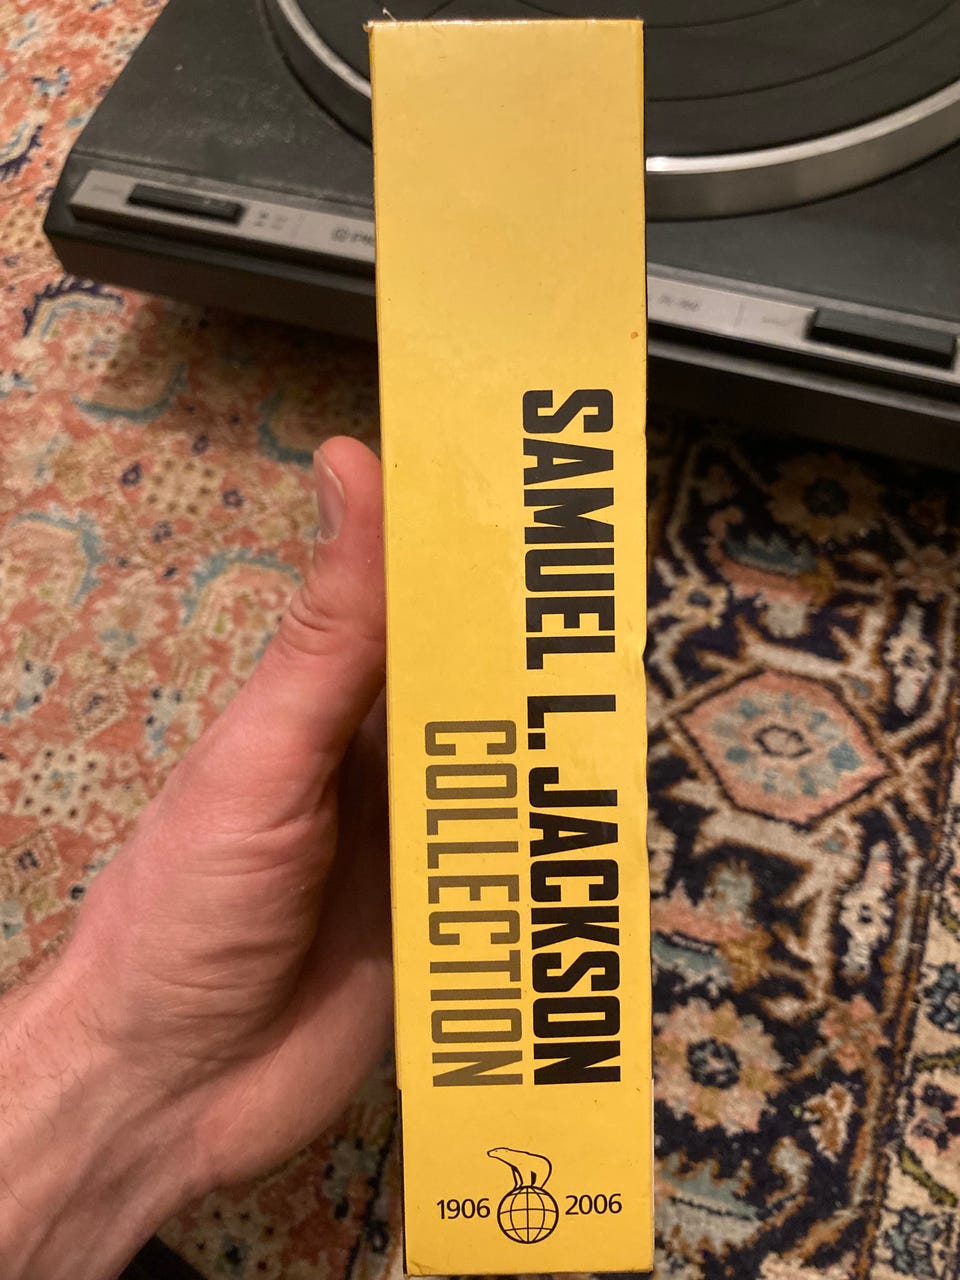 SAMUEL L. JACKSON
COLLECTION
1906 2006